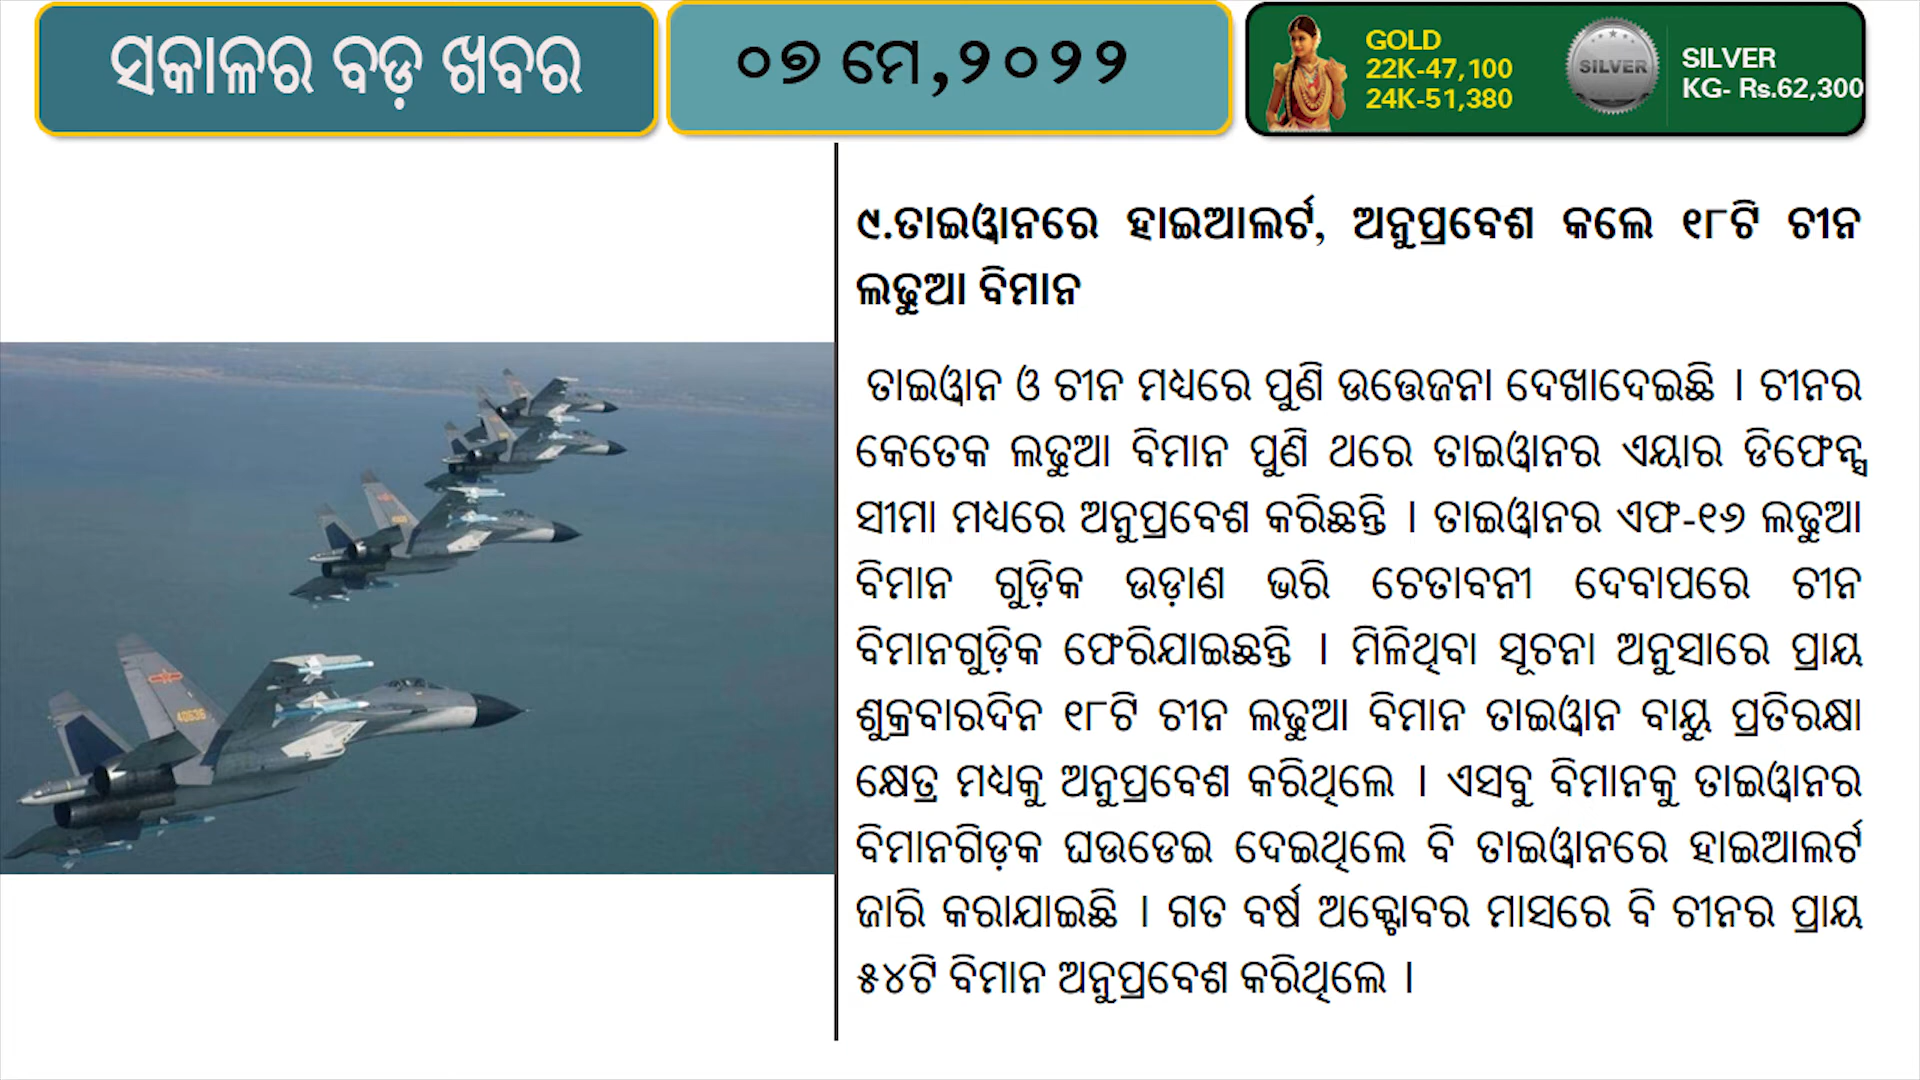 ସକାଳର ବଡ଼ ଖବର
୦୭ ମେ,୨୦୨୨
GOLD
22K-47,100
24K-51,380
SILVER
SILVER
KG- Rs.62,300
୯.ତାଇୱାନରେ ହାଇଆଲର୍ଟ, ଅନୁପ୍ରବେଶ କଲେ ୧୮ଟି ଚୀନ
ଲଢୁଆ ବିମାନ
ତାଇୱାନ ଓ ଚୀନ ମଧ୍ୟରେ ପୁଣି ଉତ୍ତେଜନା ଦେଖାଦେଇଛି । ଚୀନର
କେତେକ ଲଢୁଆ ବିମାନ ପୁଣି ଥରେ ତାଇୱାନର ଏୟାର ଡିଫେନ୍ସ
ସୀମା ମଧ୍ୟରେ ଅନୁପ୍ରବେଶ କରିଛନ୍ତି । ତାଇୱାନର ଏଫ-୧୬ ଲଢୁଆ
ବିମାନ ଗୁଡ଼ିକ ଉଡ଼ାଣ ଭରି ଚେତାବନୀ ଦେବାପରେ ଚୀନ
ବିମାନଗୁଡ଼ିକ ଫେରିଯାଇଛନ୍ତି । ମିଳିଥିବା ସୂଚନା ଅନୁସାରେ ପ୍ରାୟ
ଶୁକ୍ରବାରଦିନ ୧୮ଟି ଚୀନ ଲଢୁଆ ବିମାନ ତାଇୱାନ ବାୟୁ ପ୍ରତିରକ୍ଷା
କ୍ଷେତ୍ର ମଧ୍ୟକୁ ଅନୁପ୍ରବେଶ କରିଥିଲେ । ଏସବୁ ବିମାନକୁ ତାଇୱାନର
ବିମାନଗିଡ଼କ ଘଉଡେଇ ଦେଇଥିଲେ ବି ତାଇୱାନରେ ହାଇଆଲର୍ଟ
ଜାରି କରାଯାଇଛି । ଗତ ବର୍ଷ ଅକ୍ଟୋବର ମାସରେ ବି ଚୀନର ପ୍ରାୟ
୫୪ଟି ବିମାନ ଅନୁପ୍ରବେଶ କରିଥିଲେ ।
40636